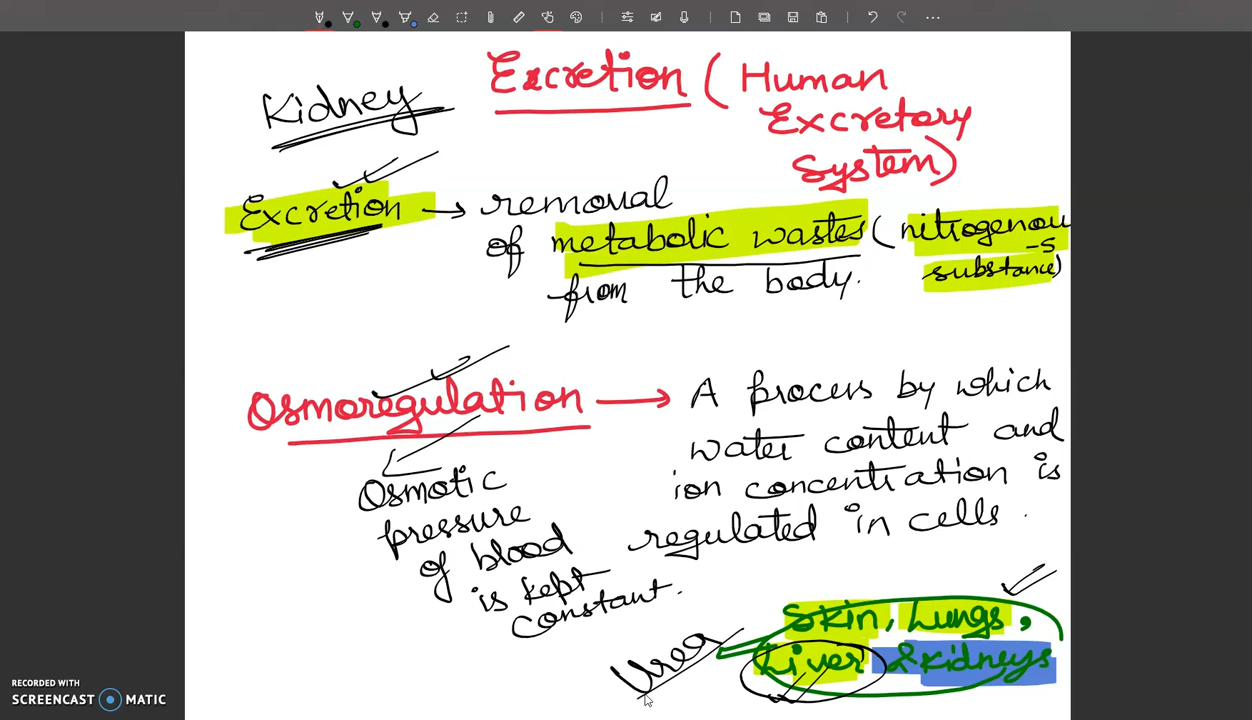 Excretion (Human
Excretory
System)
Kidney
Excretion → removal
of metabolic wastes (nitrogenou
-s
substance)
from the body.
Osmoregulation → A process by which
water content and
ion concentration is
regulated in cells.
Osmotic
pressure
of blood
is kept
constant.
Skin, Lungs,
Liver & kidneys
Urea
RECORDED WITH
SCREENCAST MATIC